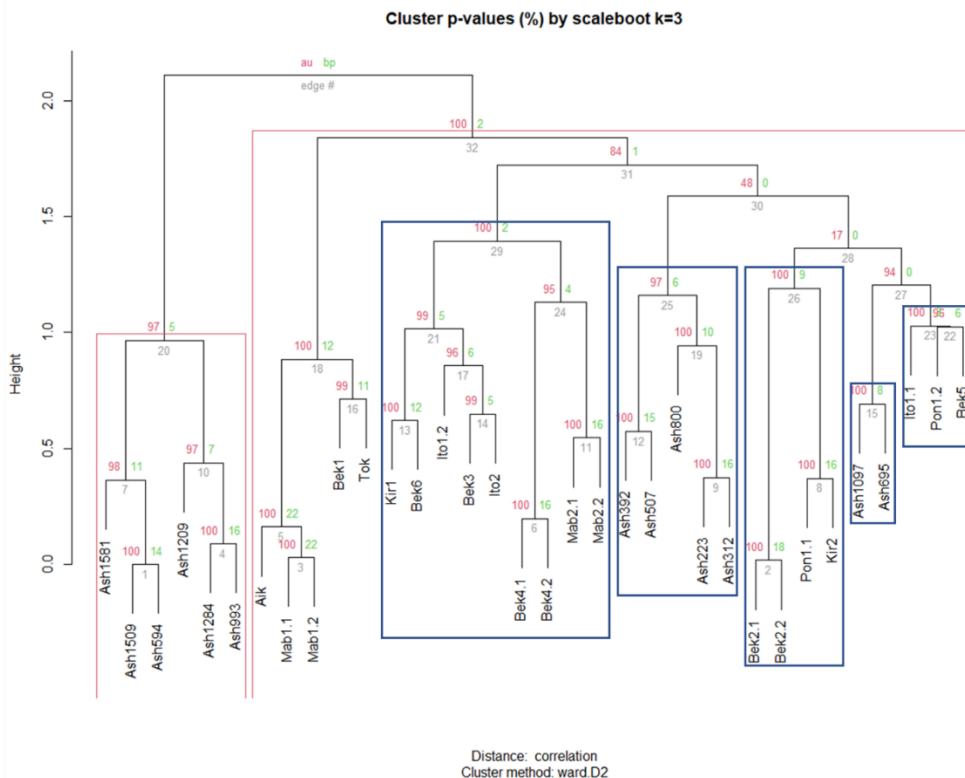 Cluster p-values (%) by scaleboot k=3
au bp
edge #
Height
2.0
1.5
1.0
0.5
0.0
100 2
32
84 1
31
48 0
30
100 2
29
17 0
28
94 0
27
100 9
26
97 6
25
95 4
24
100 96 6
23 22
99 5
21
97 5
20
100 10
19
100 12
18
96 6
17
99 11
16
100 8
15
99 5
14
100 12
13
100 15
12
100 16
11
97 7
10
100 16
9
100 16
8
98 11
7
100 16
6
100 22
5
100 16
4
100 22
3
100 18
2
100 14
1
Ash1581
Ash1509
Ash594
Ash1209
Ash1284
Ash993
Aik
Mab1.1
Mab1.2
Bek1
Tok
Kir1
Bek6
Ito1.2
Bek3
Ito2
Bek4.1
Bek4.2
Mab2.1
Mab2.2
Ash392
Ash507
Ash800
Ash223
Ash312
Bek2.1
Bek2.2
Pon1.1
Kir2
Ash1097
Ash695
Ito1.1
Pon1.2
Bek5
Distance: correlation
Cluster method: ward.D2